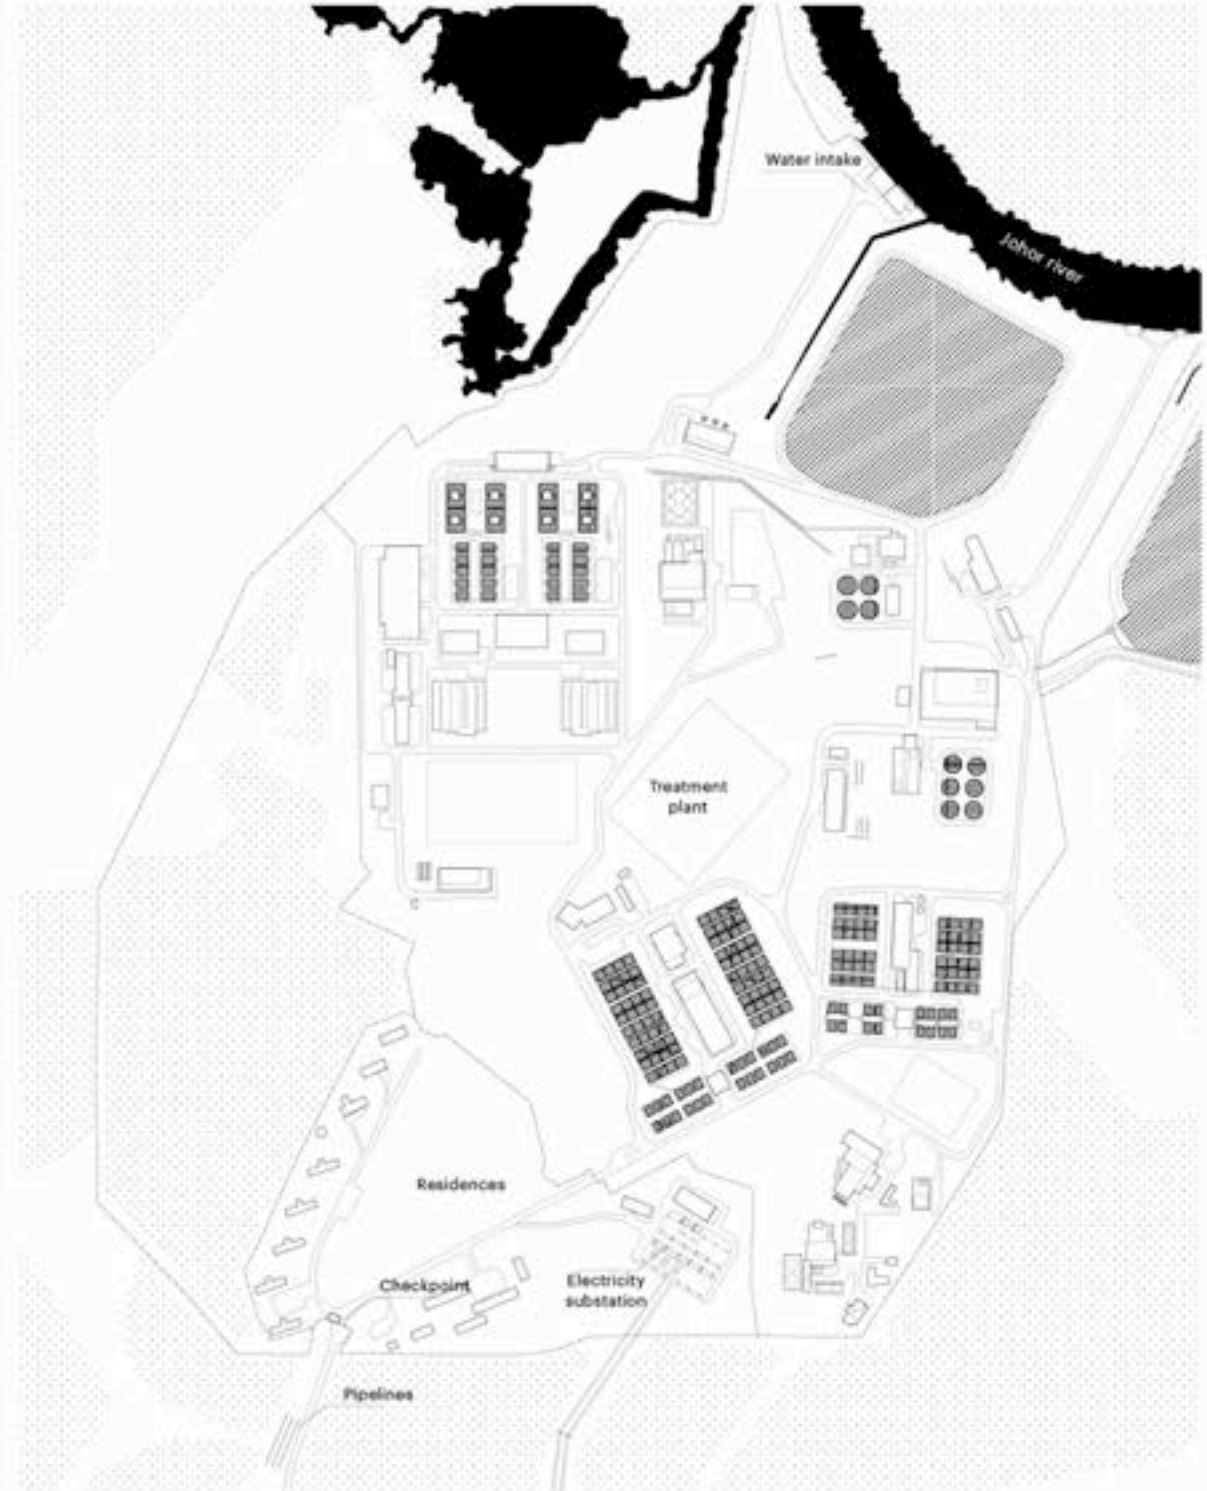 Water intake
Johor river
Treatment
plant
Residences
Checkpoint
Electricity
substation
Pipelines